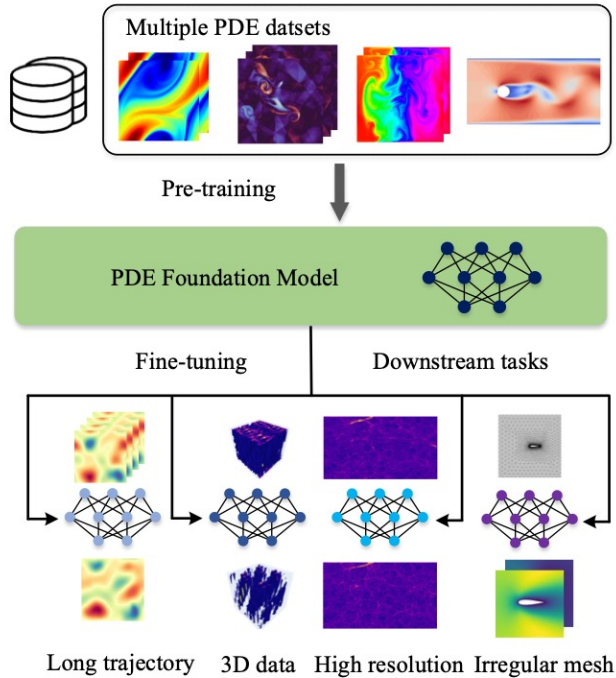 Multiple PDE datsets
Pre-training
PDE Foundation Model
Fine-tuning
Downstream tasks
Long trajectory
3D data
High resolution
Irregular mesh